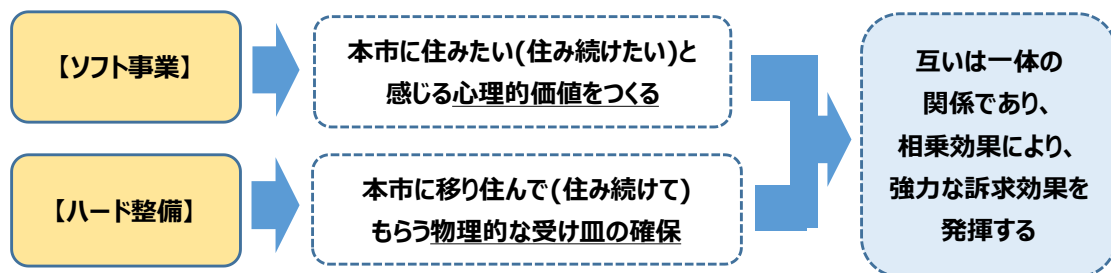 【ソフト事業】
本市に住みたい(住み続けたい)と
感じる心理的価値をつくる
【ハード整備】
本市に移り住んで(住み続けて)
もらう物理的な受け皿の確保
互いは一体の
関係であり、
相乗効果により、
強力な訴求効果を
発揮する